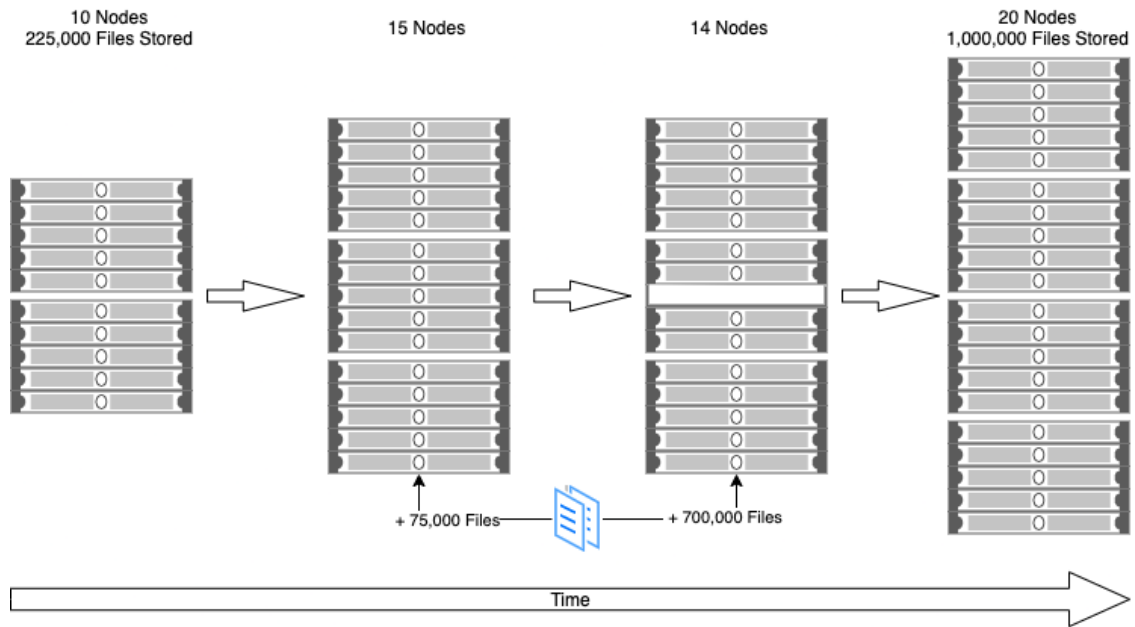 10 Nodes
225,000 Files Stored
15 Nodes
14 Nodes
20 Nodes
1,000,000 Files Stored
+ 75,000 Files
+ 700,000 Files
Time